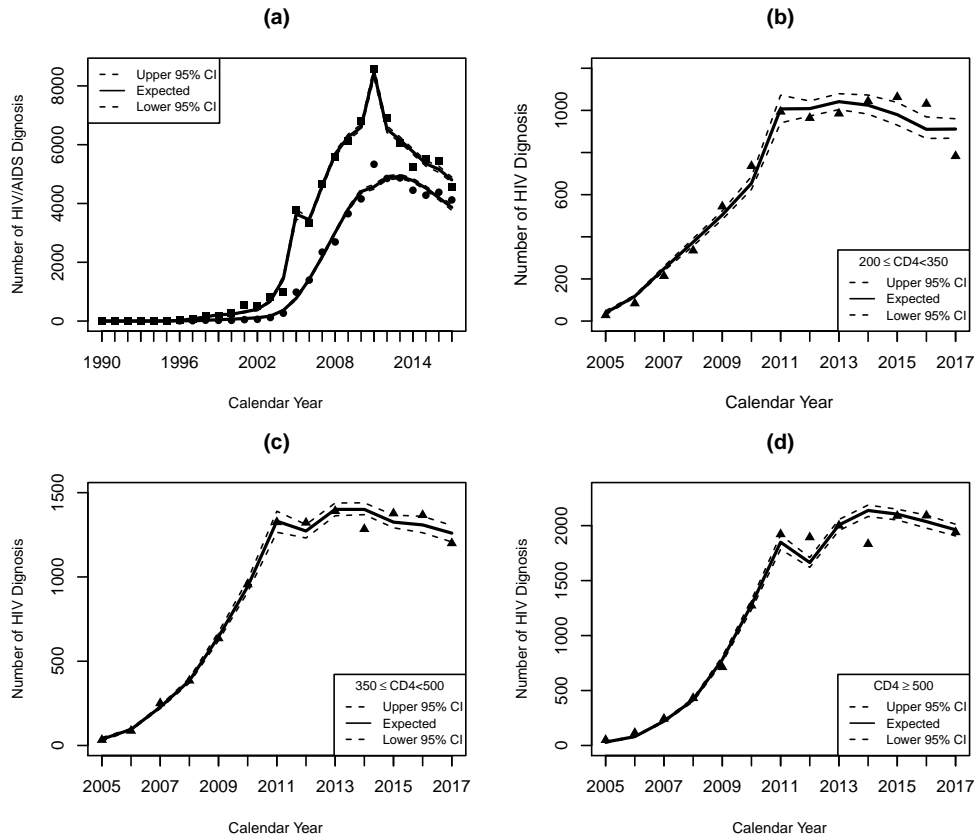 (a)
Number of HIV/AIDS Dignosis
0 2000 4000 6000 8000
Upper 95% CI
Expected
Lower 95% CI
1990 1996 2002 2008 2014
Calendar Year
(b)
Number of HIV Dignosis
0 200 400 600 1000
200 ≤ CD4<350
Upper 95% CI
Expected
Lower 95% CI
2005 2007 2009 2011 2013 2015 2017
Calendar Year
(c)
Number of HIV Dignosis
0 500 1000 1500
350 ≤ CD4<500
Upper 95% CI
Expected
Lower 95% CI
2005 2007 2009 2011 2013 2015 2017
Calendar Year
(d)
Number of HIV Dignosis
0 500 1000 1500 2000
CD4 ≥ 500
Upper 95% CI
Expected
Lower 95% CI
2005 2007 2009 2011 2013 2015 2017
Calendar Year